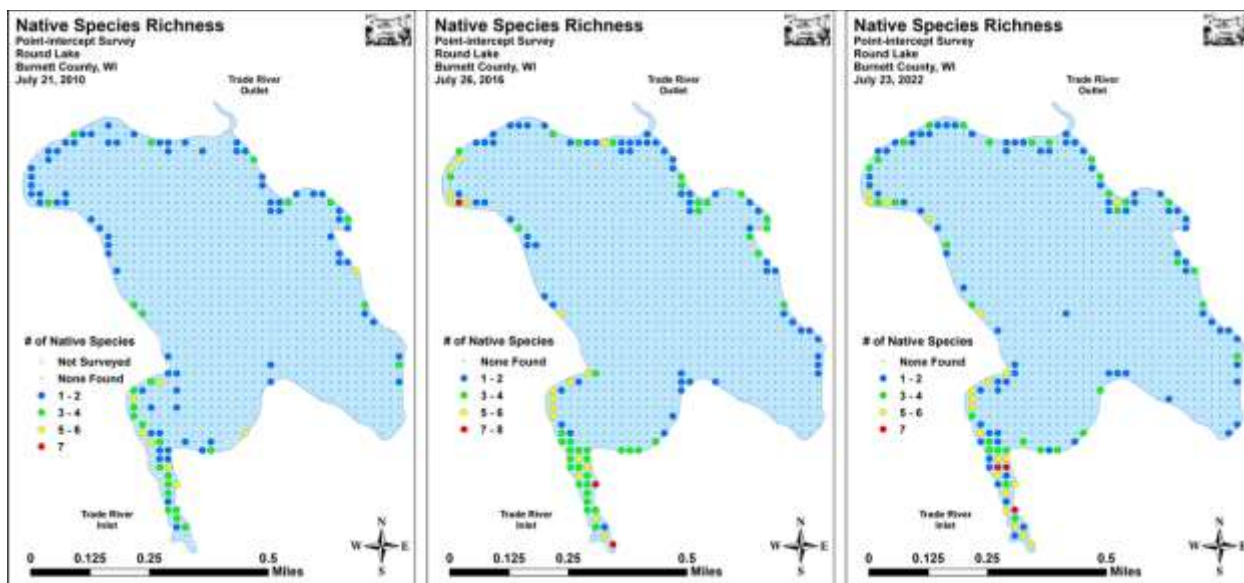 Native Species Richness
Point-intercept Survey
Round Lake
Burnett County, WI
July 21, 2010
Trade River
Outlet
# of Native Species
Not Surveyed
None Found
1 - 2
3 - 4
5 - 6
7
Trade River
Inlet
N
W E
S
0 0.125 0.25 0.5
Miles
Native Species Richness
Point-intercept Survey
Round Lake
Burnett County, WI
July 26, 2016
Trade River
Outlet
# of Native Species
None Found
1 - 2
3 - 4
5 - 6
7 - 8
Trade River
Inlet
N
W E
S
0 0.125 0.25 0.5
Miles
Native Species Richness
Point-intercept Survey
Round Lake
Burnett County, WI
July 23, 2022
Trade River
Outlet
# of Native Species
None Found
1 - 2
3 - 4
5 - 6
7
Trade River
Inlet
N
W E
S
0 0.125 0.25 0.5
Miles